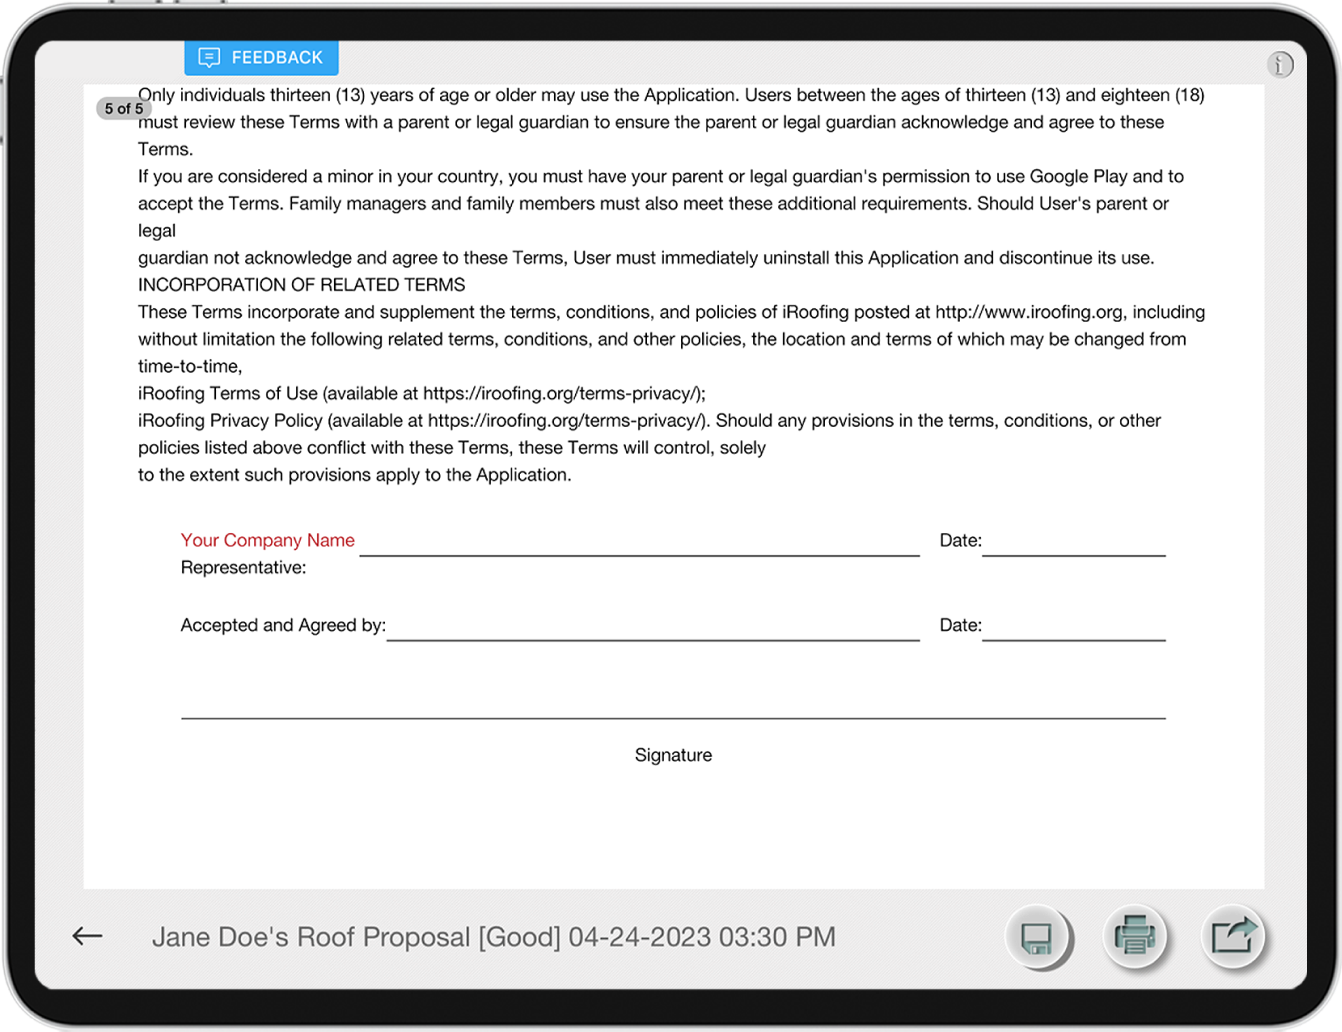 FEEDBACK
5 of 5
Only individuals thirteen (13) years of age or older may use the Application. Users between the ages of thirteen (13) and eighteen (18)
must review these Terms with a parent or legal guardian to ensure the parent or legal guardian acknowledge and agree to these
Terms.
If you are considered a minor in your country, you must have your parent or legal guardian's permission to use Google Play and to
accept the Terms. Family managers and family members must also meet these additional requirements. Should User's parent or
legal
guardian not acknowledge and agree to these Terms, User must immediately uninstall this Application and discontinue its use.
INCORPORATION OF RELATED TERMS
These Terms incorporate and supplement the terms, conditions, and policies of iRoofing posted at http://www.iroofing.org, including
without limitation the following related terms, conditions, and other policies, the location and terms of which may be changed from
time-to-time,
iRoofing Terms of Use (available at https://iroofing.org/terms-privacy/);
iRoofing Privacy Policy (available at https://iroofing.org/terms-privacy/). Should any provisions in the terms, conditions, or other
policies listed above conflict with these Terms, these Terms will control, solely
to the extent such provisions apply to the Application.
Your Company Name Date:
Representative:
Accepted and Agreed by: Date:
Signature
Jane Doe's Roof Proposal [Good] 04-24-2023 03:30 PM